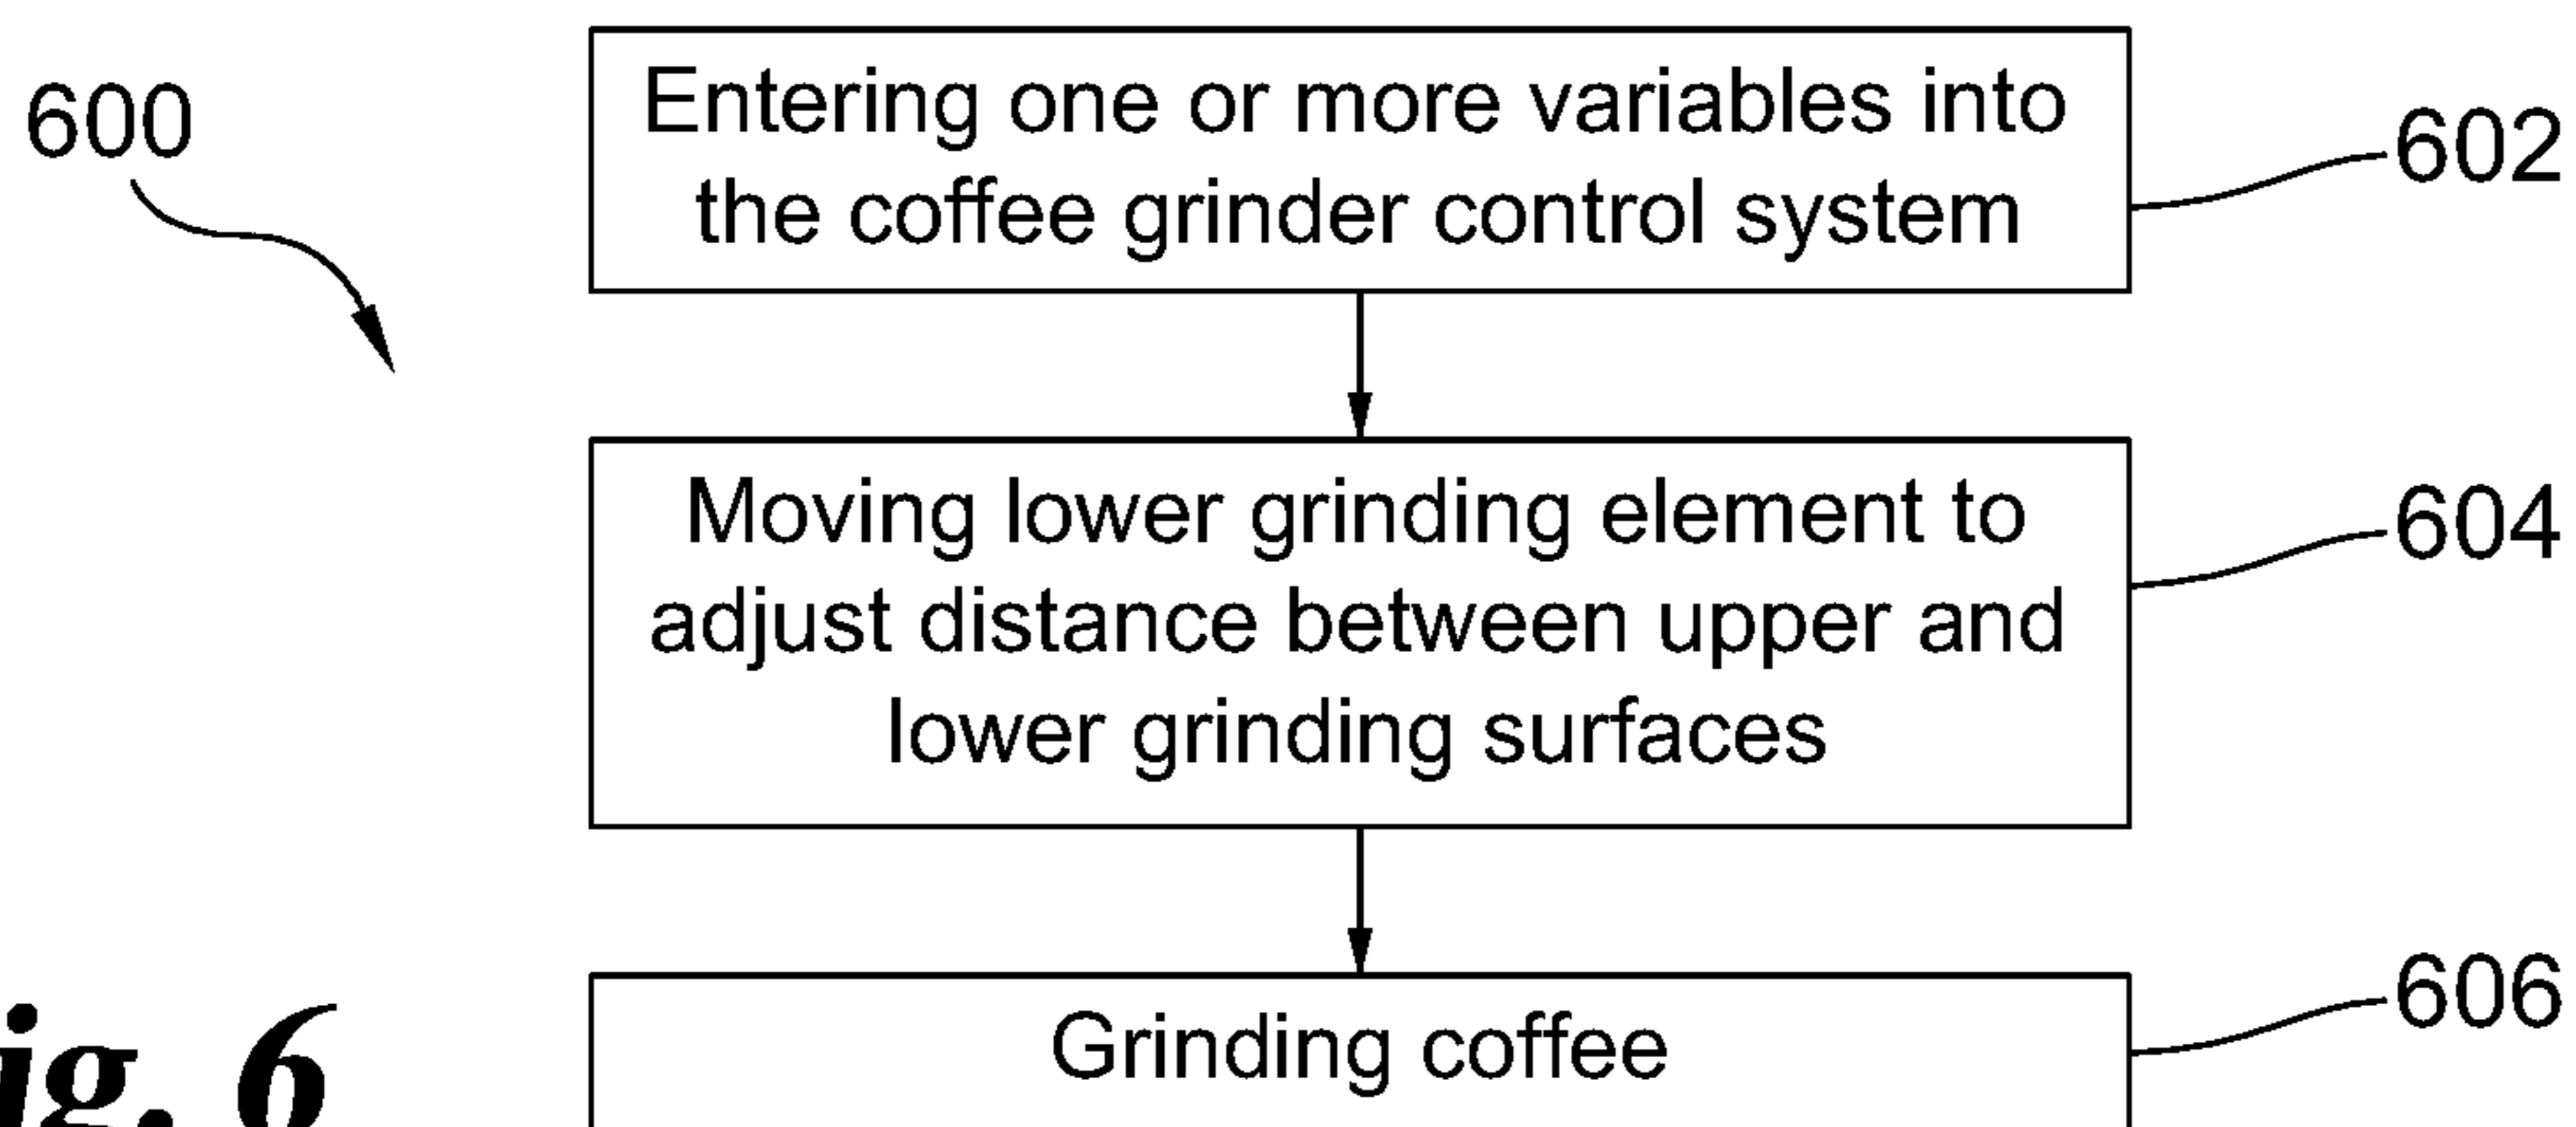 600
Entering one or more variables into
the coffee grinder control system
602
Moving lower grinding element to
adjust distance between upper and
lower grinding surfaces
604
Grinding coffee
606
ig. 6